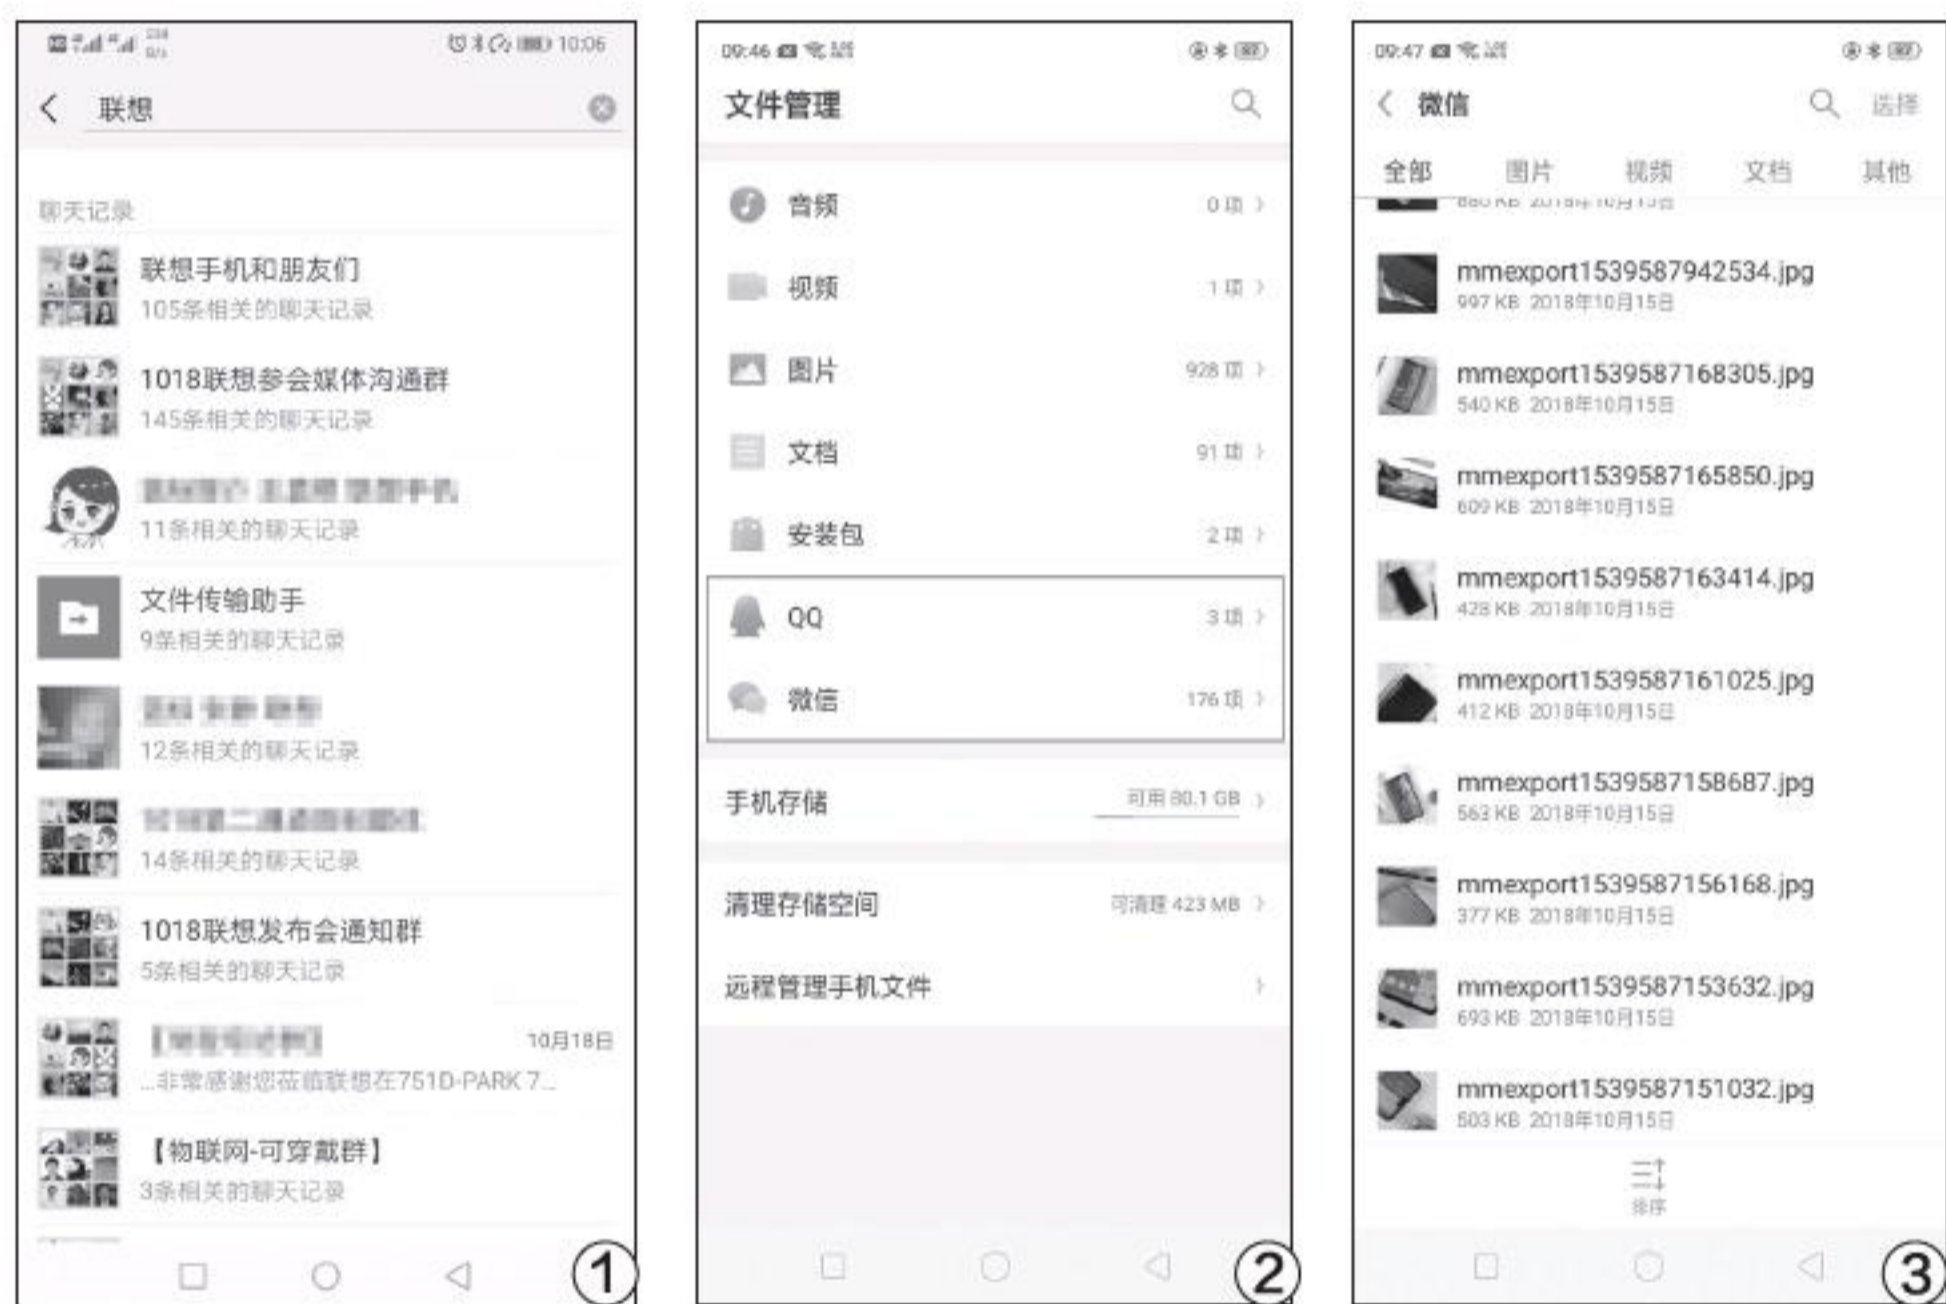 10:06
联想
聊天记录
联想手机和朋友们
105条相关的聊天记录
1018联想参会媒体沟通群
145条相关的聊天记录
11条相关的聊天记录
文件传输助手
9条相关的聊天记录
12条相关的聊天记录
14条相关的聊天记录
1018联想发布会通知群
5条相关的聊天记录
10月18日
...非常感谢您莅临联想在751D-PARK 7...
【物联网-可穿戴群】
3条相关的聊天记录
①
09:46
文件管理
音频 0 项
视频 1 项
图片 928 项
文档 91 项
安装包 2 项
QQ 3 项
微信 176 项
手机存储 可用 80.1 GB
清理存储空间 可清理 423 MB
远程管理手机文件
②
09:47
微信 选择
全部 图片 视频 文档 其他
880 KB 2018年10月15日
mmexport1539587942534.jpg
997 KB 2018年10月15日
mmexport1539587168305.jpg
540 KB 2018年10月15日
mmexport1539587165850.jpg
609 KB 2018年10月15日
mmexport1539587163414.jpg
428 KB 2018年10月15日
mmexport1539587161025.jpg
412 KB 2018年10月15日
mmexport1539587158687.jpg
563 KB 2018年10月15日
mmexport1539587156168.jpg
377 KB 2018年10月15日
mmexport1539587153632.jpg
693 KB 2018年10月15日
mmexport1539587151032.jpg
503 KB 2018年10月15日
排序
③